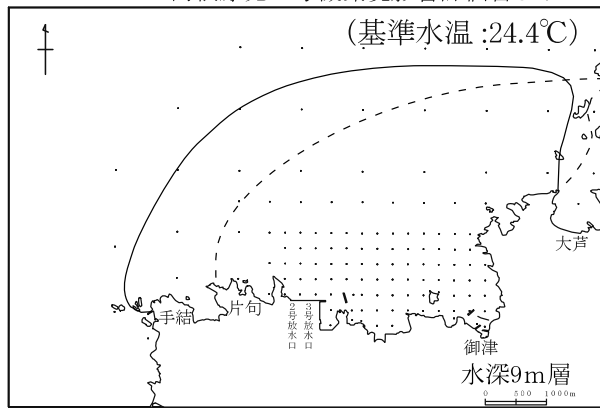 (基準水温:24.4℃)
大芦
手結
片句
2号放水口
3号放水口
御津
水深9m層
0 500 1000m